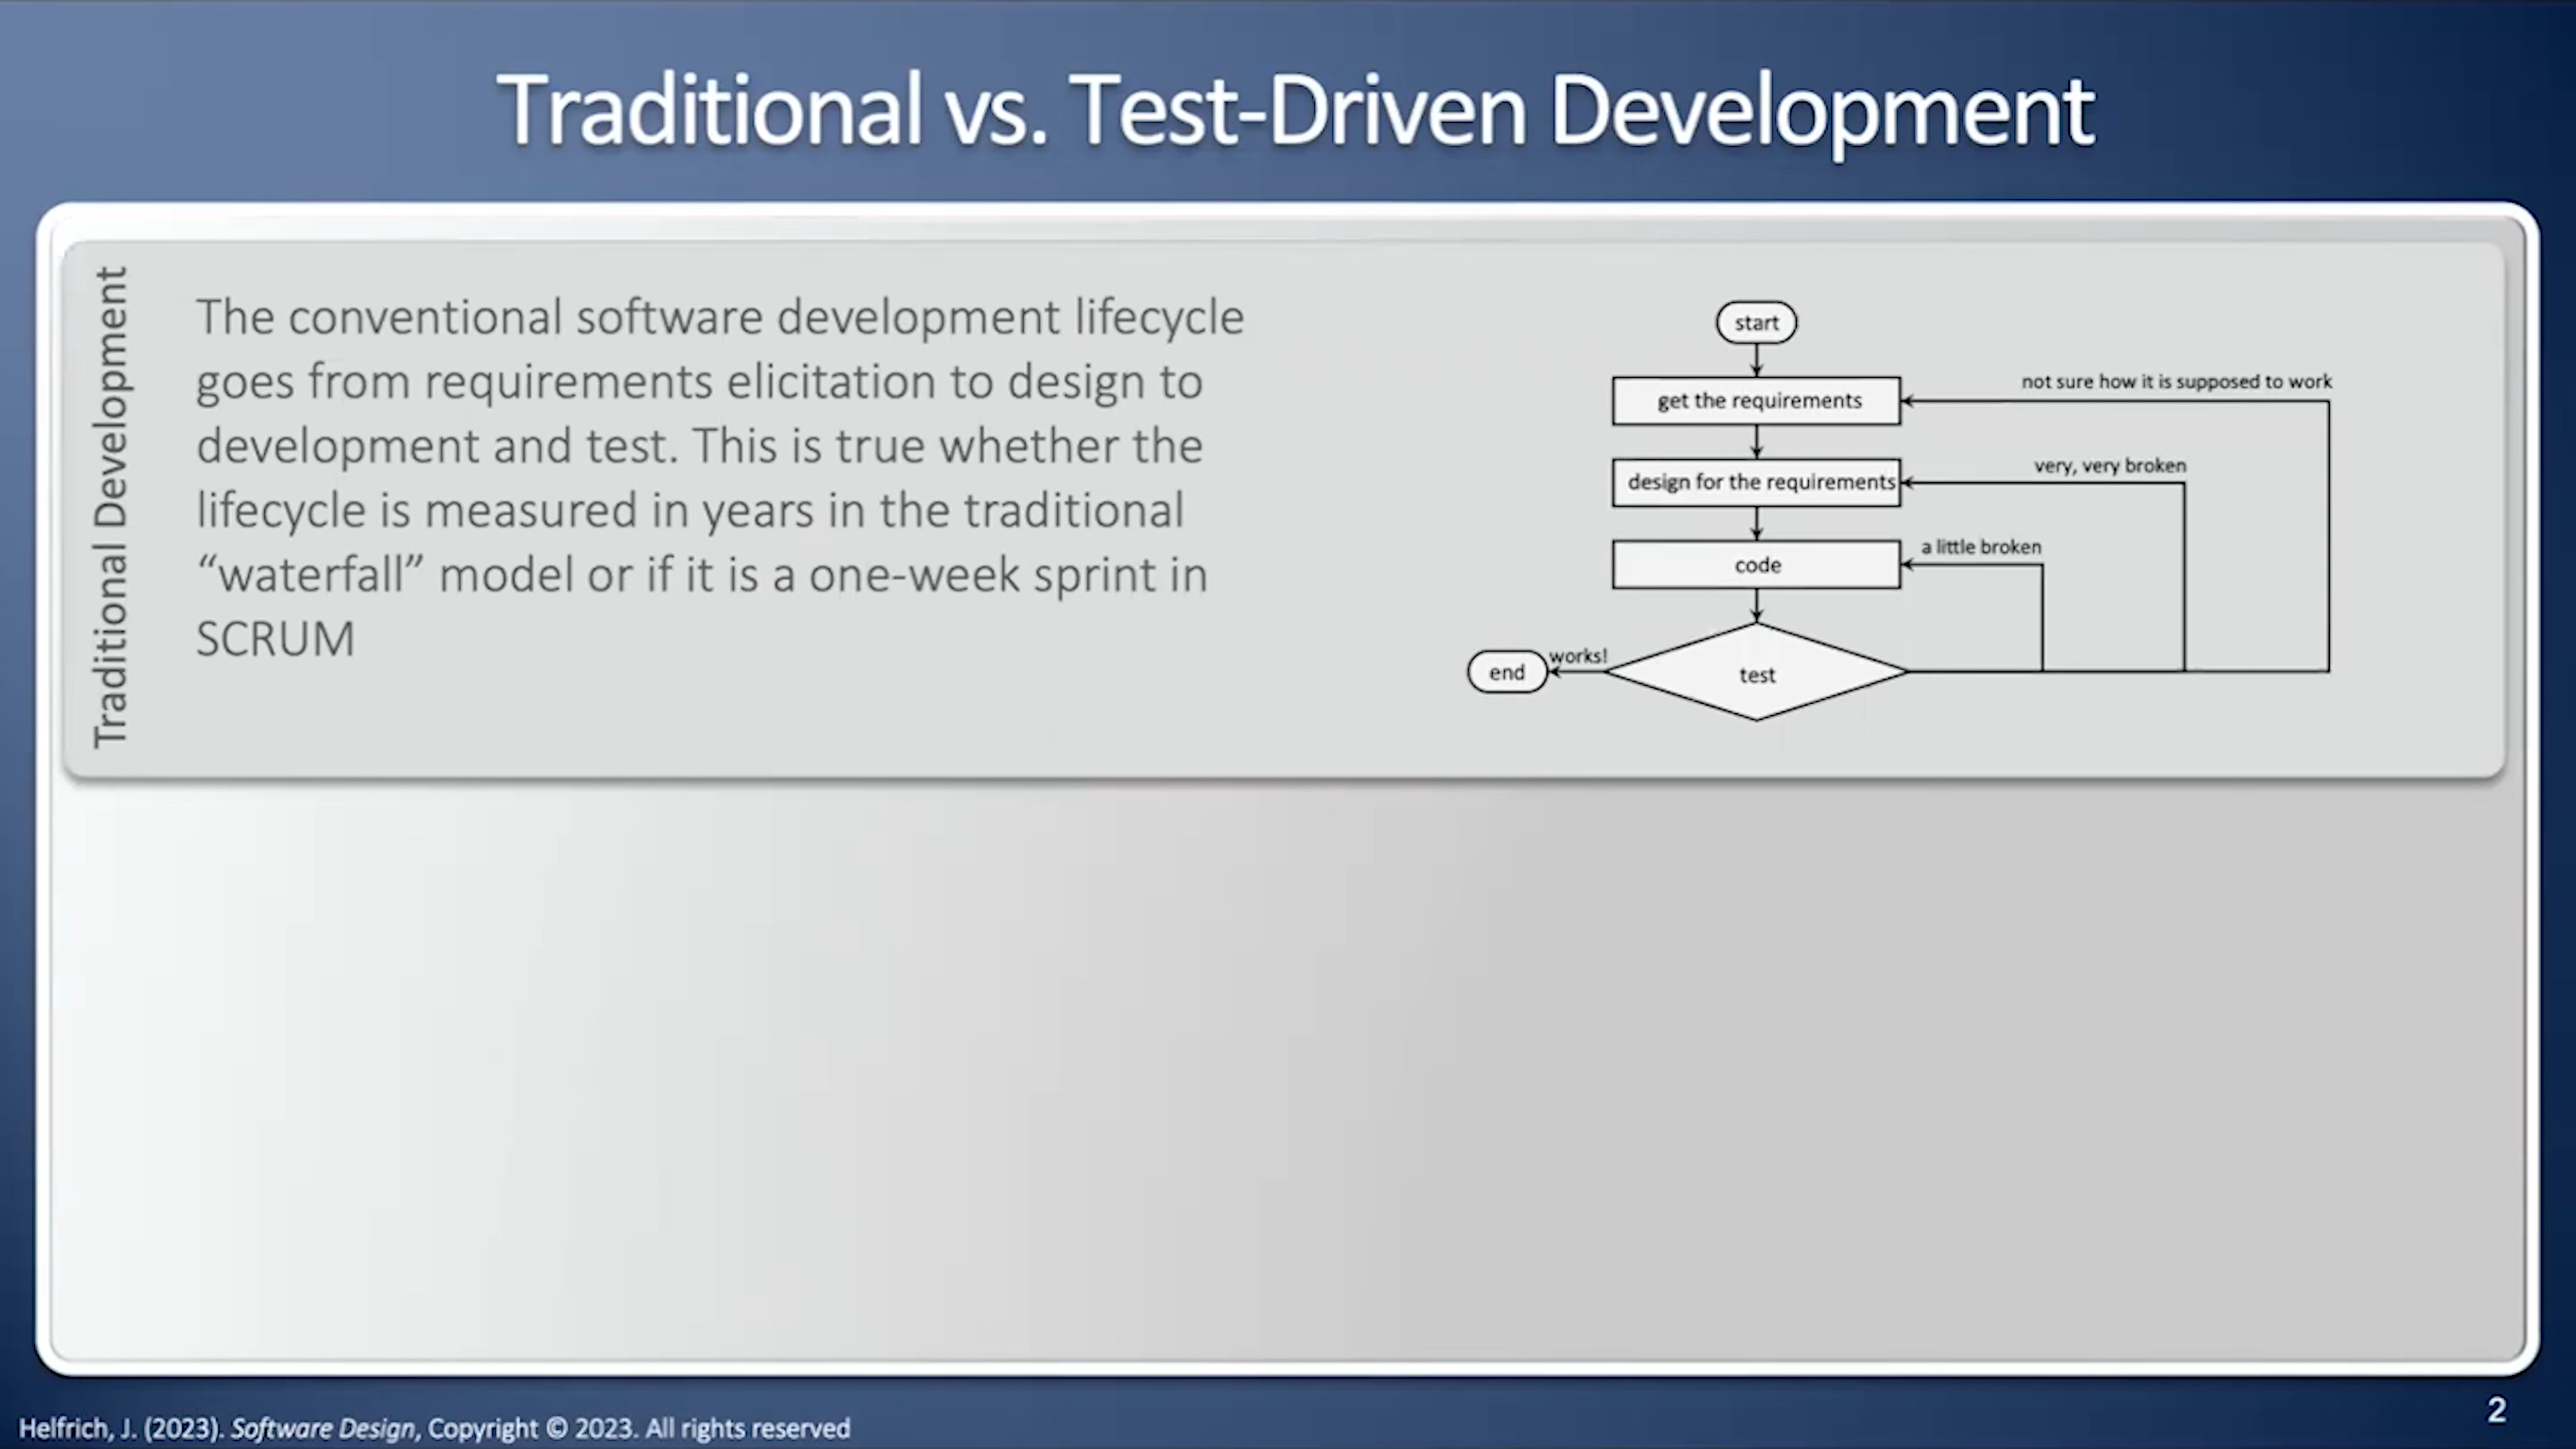 Traditional vs. Test-Driven Development
Traditional Development
The conventional software development lifecycle
goes from requirements elicitation to design to
development and test. This is true whether the
lifecycle is measured in years in the traditional
“waterfall” model or if it is a one-week sprint in
SCRUM
start
get the requirements
not sure how it is supposed to work
design for the requirements
very, very broken
code
a little broken
test
works!
end
Helfrich, J. (2023). Software Design, Copyright © 2023. All rights reserved
2